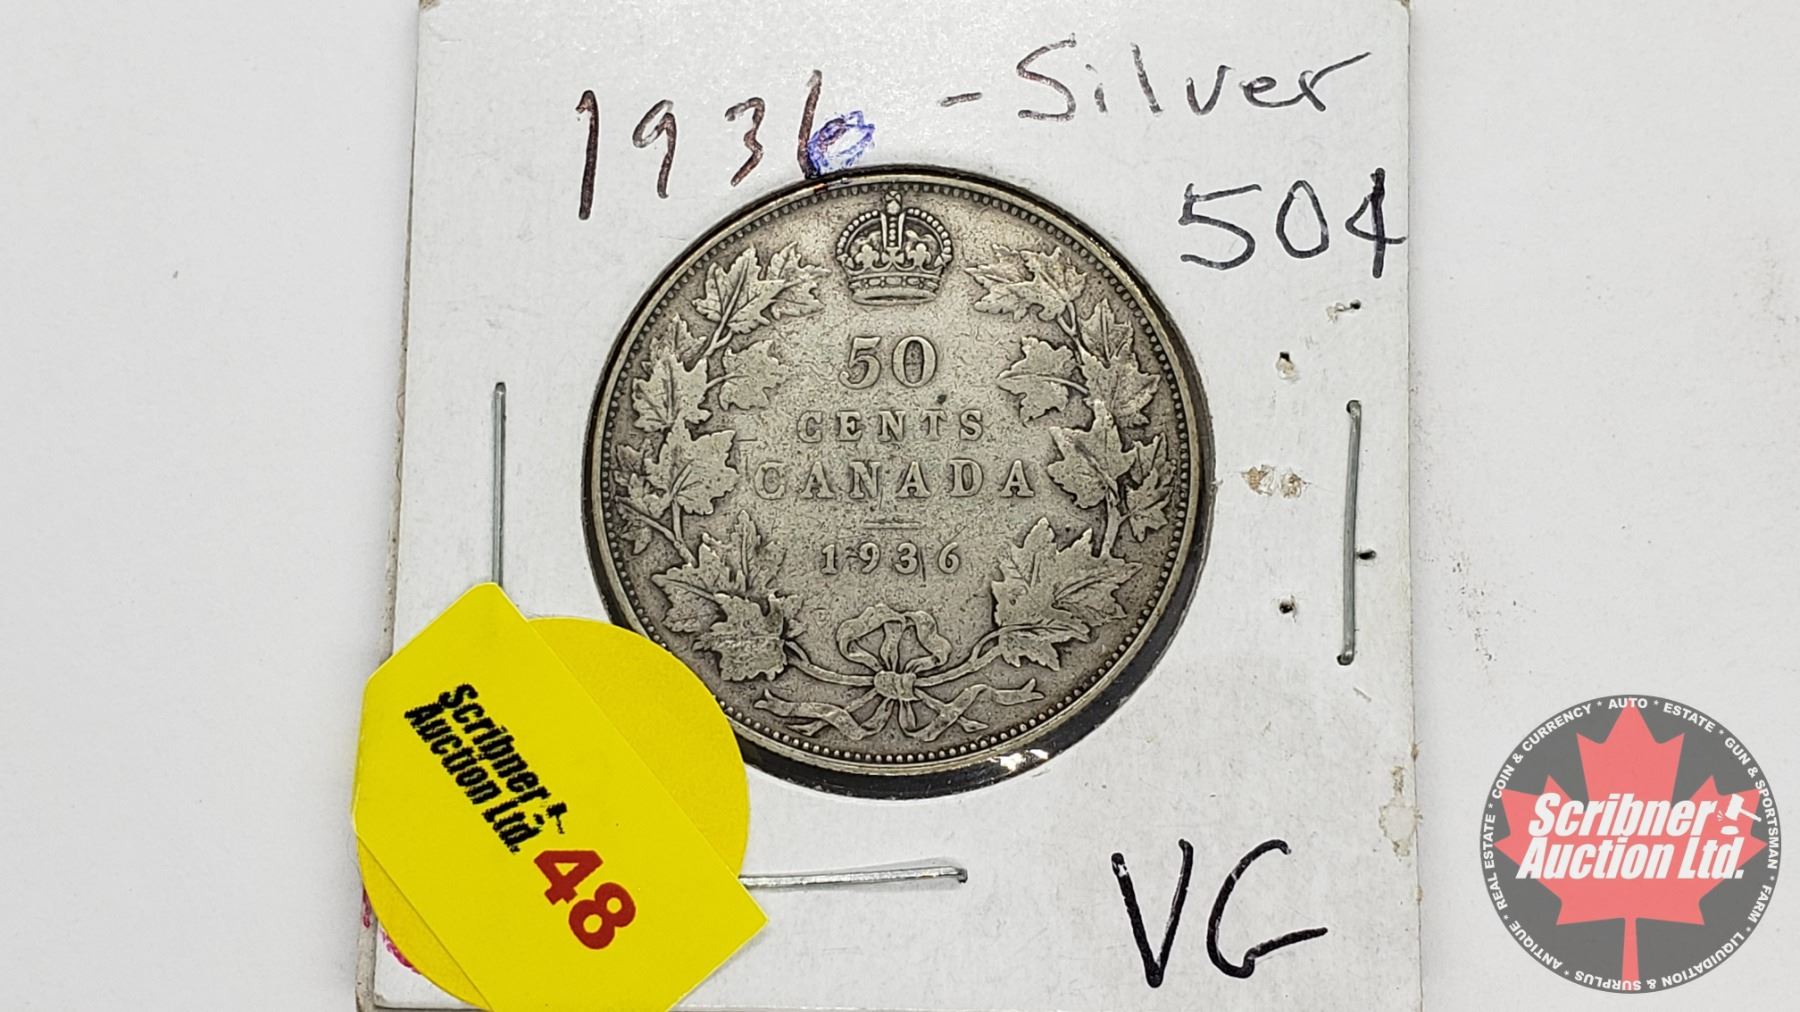 1936 - Silver
50¢
50
CENTS
CANADA
1936
Scribner
Auction Ltd.
48
VG
REAL ESTATE * COIN & CURRENCY * AUTO * ESTATE * GUN & SPORTSMAN * FARM * LIQUIDATION & SURPLUS * ANTIQUE *
Scribner
Auction Ltd.